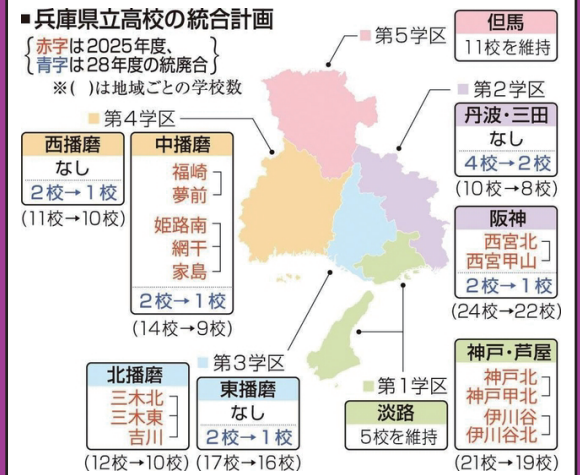 ■兵庫県立高校の統合計画
赤字は2025年度、
青字は28年度の統廃合
※(　)は地域ごとの学校数
第5学区
但馬
11校を維持
第2学区
丹波・三田
なし
4校→2校
(10校→8校)
阪神
西宮北
西宮甲山
2校→1校
(24校→22校)
第4学区
西播磨
なし
2校→1校
(11校→10校)
中播磨
福崎
夢前
姫路南
網干
家島
2校→1校
(14校→9校)
第3学区
北播磨
三木北
三木東
吉川
(12校→10校)
東播磨
なし
2校→1校
(17校→16校)
第1学区
淡路
5校を維持
神戸・芦屋
神戸北
神戸甲北
伊川谷
伊川谷北
(21校→19校)